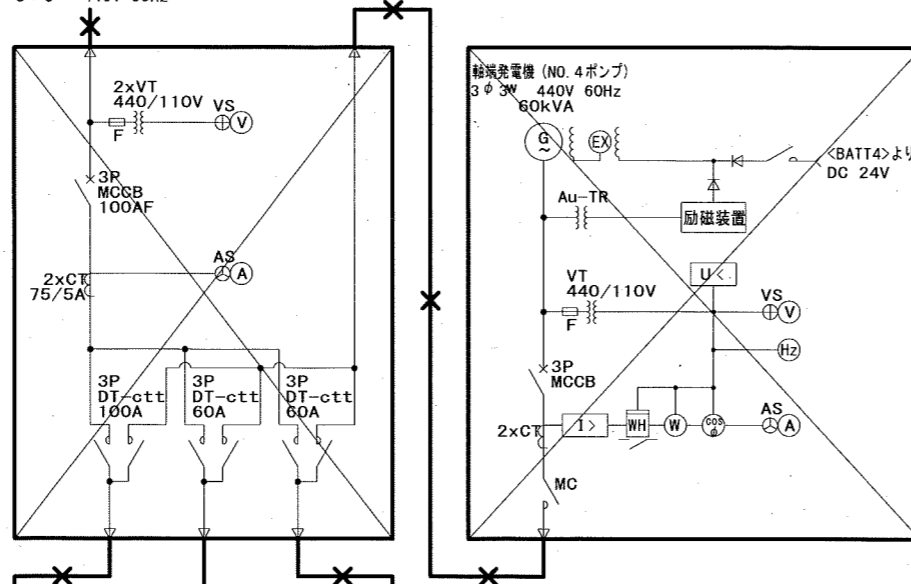 2xVT
440/110V
VS
V
F
3P
MCCB
100AF
AS
A
2xCT
75/5A
3P
DT-ctt
100A
3P
DT-ctt
60A
3P
DT-ctt
60A
軸端発電機 (NO. 4ポンプ)
3φ3W 440V 60Hz
60kVA
G
~
EX
<BATT4>より
DC 24V
Au-TR
励磁装置
U<
VT
440/110V
VS
V
F
Hz
3P
MCCB
2xCT
I>
WH
W
cos
φ
AS
A
MC